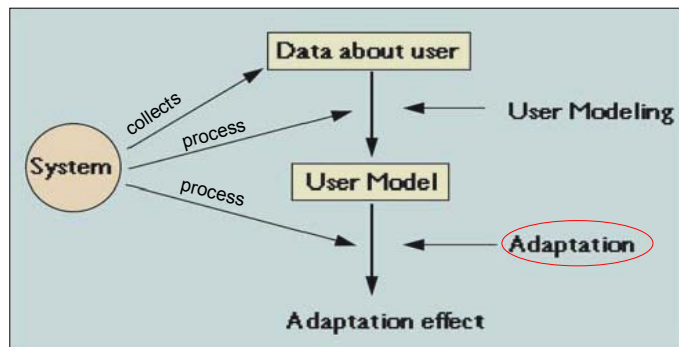 Data about user
collects
process
User Modeling
System
User Model
process
Adaptation
Adaptation effect